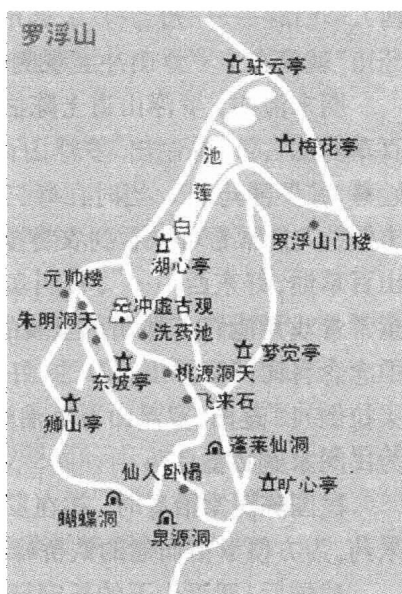 罗浮山
驻云亭
梅花亭
池
莲
白
罗浮山门楼
湖心亭
元帅楼
冲虚古观
朱明洞天
洗药池
梦觉亭
东坡亭
桃源洞天
飞来石
狮山亭
蓬莱仙洞
仙人卧榻
旷心亭
蝴蝶洞
泉源洞